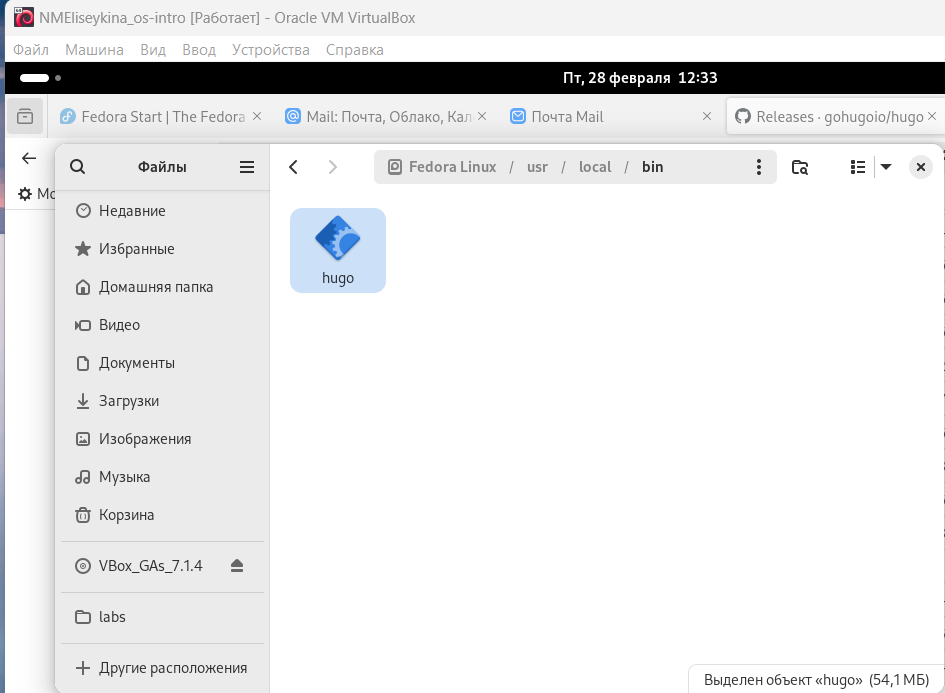 NMEliseykina_os-intro [Работает] - Oracle VM VirtualBox
Файл Машина Вид Ввод Устройства Справка
Пт, 28 февраля 12:33
Fedora Start | The Fedora
Mail: Почта, Облако, Кал
Почта Mail
Releases · gohugoio/hugo
Файлы
Fedora Linux / usr / local / bin
Недавние
Избранные
hugo
Домашняя папка
Видео
Документы
Загрузки
Изображения
Музыка
Корзина
VBox_GAs_7.1.4
labs
Другие расположения
Выделен объект «hugo» (54,1 МБ)